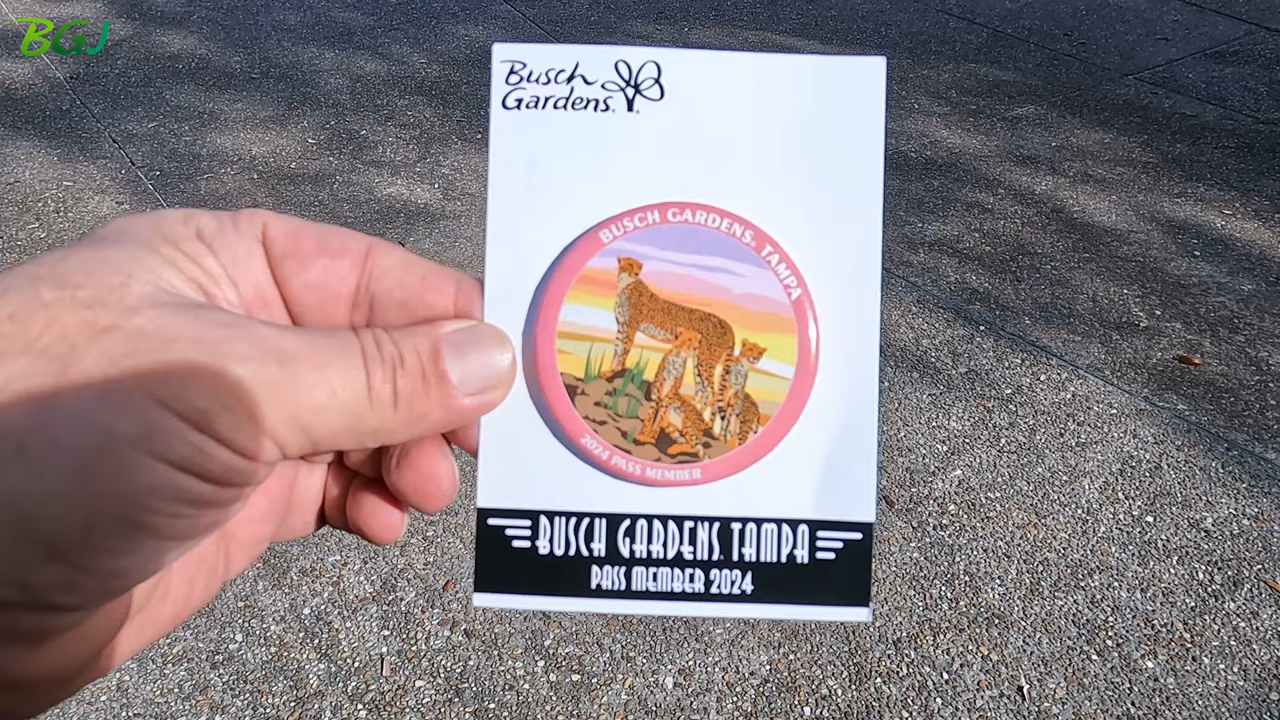 BGJ
Busch
Gardens.
BUSCH GARDENS. TAMPA
2024 PASS MEMBER
BUSCH GARDENS. TAMPA
PASS MEMBER 2024